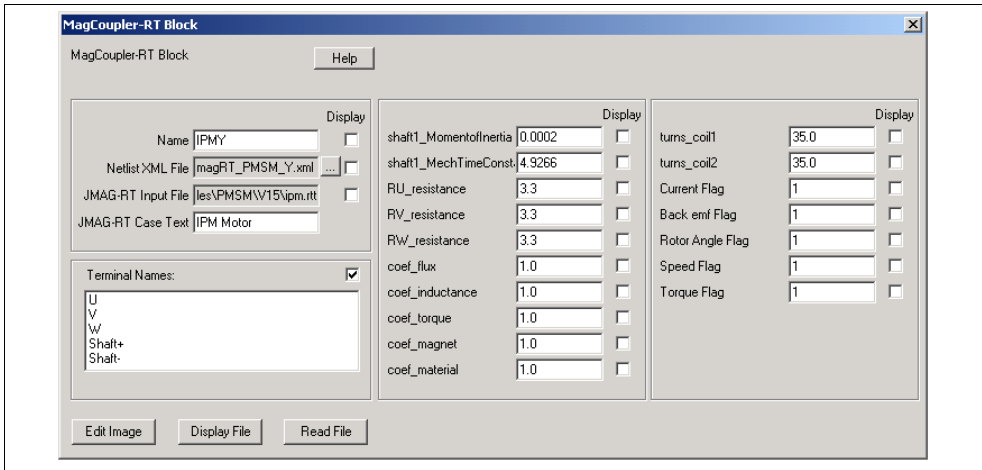 MagCoupler-RT Block
MagCoupler-RT Block
Help
Display
Name IPMY
Netlist XML File magRT_PMSM_Y.xml ...
JMAG-RT Input File les\PMSM\V15\ipm.rtt
JMAG-RT Case Text IPM Motor
Terminal Names:
U
V
W
Shaft+
Shaft-
Display
shaft1_MomentofInertia 0.0002
shaft1_MechTimeConst. 4.9266
RU_resistance 3.3
RV_resistance 3.3
RW_resistance 3.3
coef_flux 1.0
coef_inductance 1.0
coef_torque 1.0
coef_magnet 1.0
coef_material 1.0
Display
turns_coil1 35.0
turns_coil2 35.0
Current Flag 1
Back emf Flag 1
Rotor Angle Flag 1
Speed Flag 1
Torque Flag 1
Edit Image
Display File
Read File